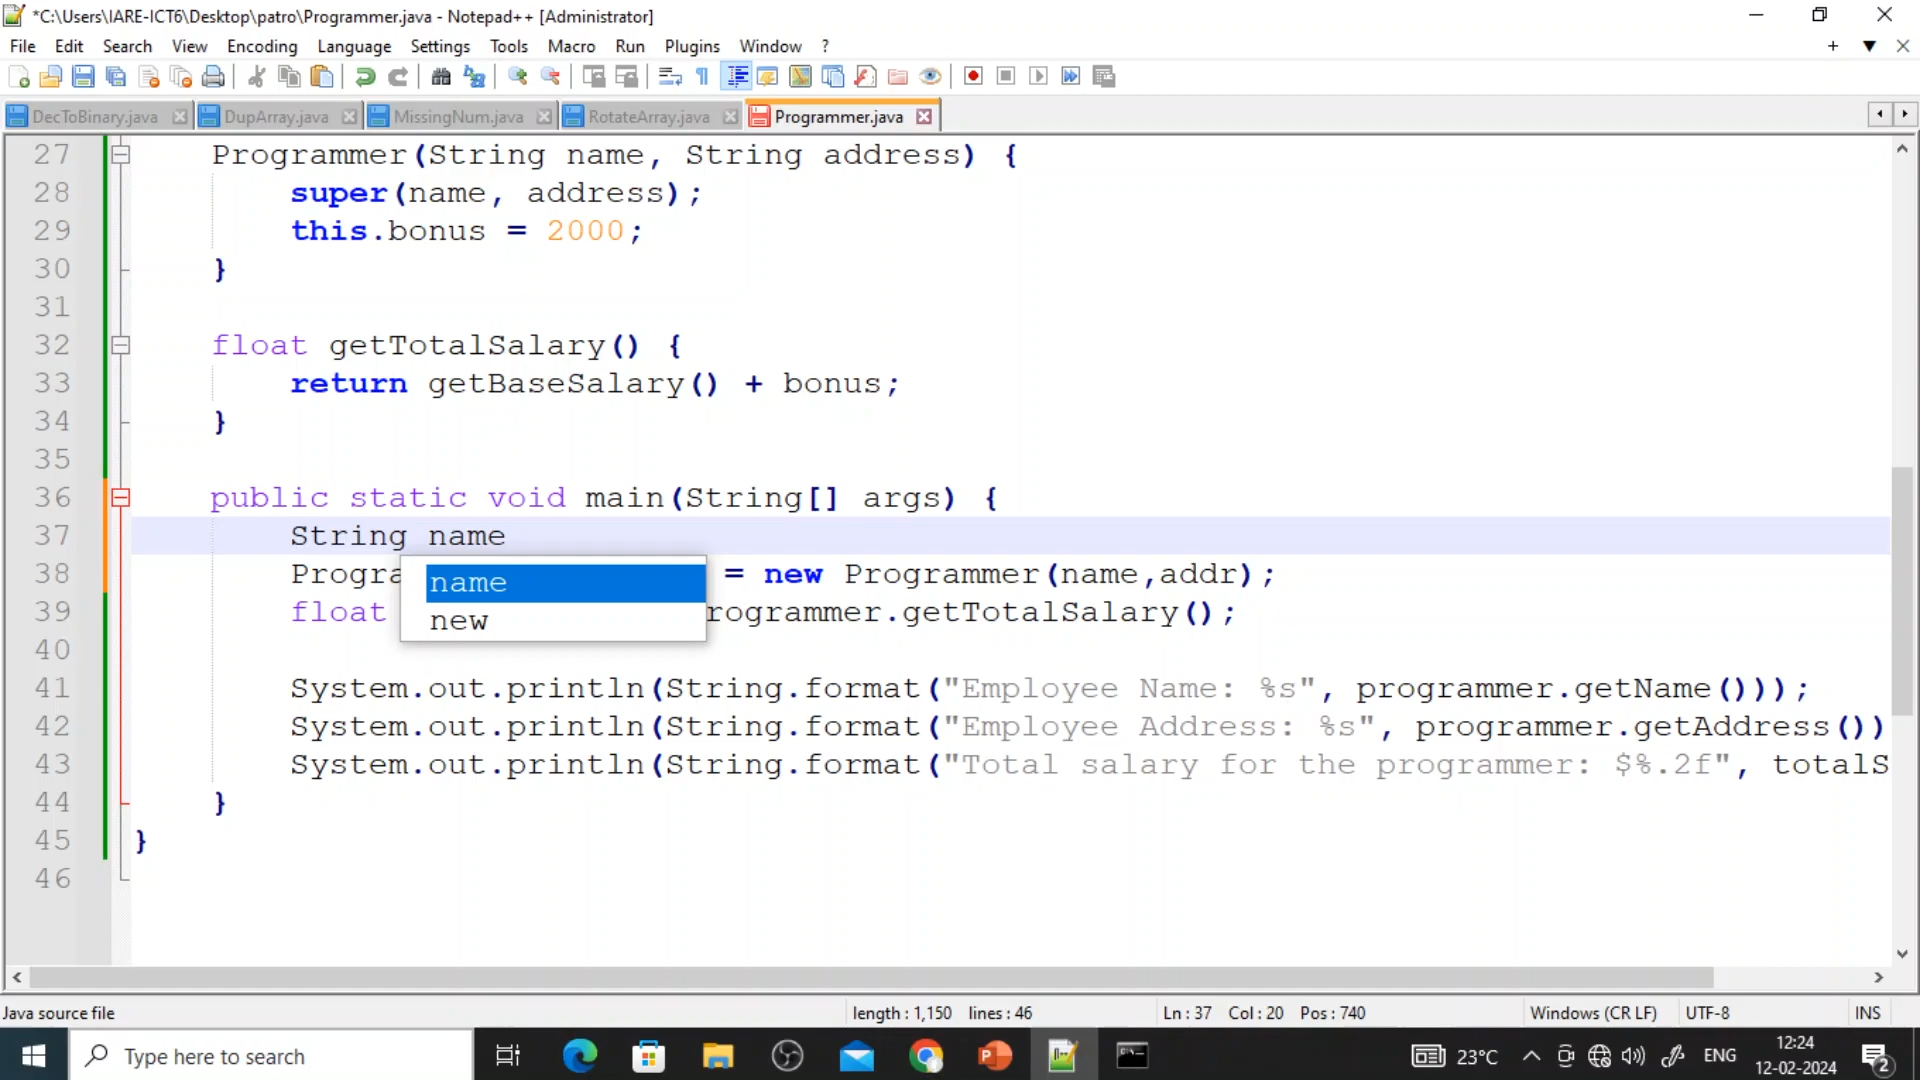 *C:\Users\IARE-ICT6\Desktop\patro\Programmer.java - Notepad++ [Administrator]
File Edit Search View Encoding Language Settings Tools Macro Run Plugins Window ?
DecToBinary.java DupArray.java MissingNum.java RotateArray.java Programmer.java
27 Programmer(String name, String address) {
28 super(name, address);
29 this.bonus = 2000;
30 }
31
32 float getTotalSalary() {
33 return getBaseSalary() + bonus;
34 }
35
36 public static void main(String[] args) {
37 String name
38 Progra = new Programmer(name,addr);
name
39 float rogrammer.getTotalSalary();
new
40
41 System.out.println(String.format("Employee Name: %s", programmer.getName()));
42 System.out.println(String.format("Employee Address: %s", programmer.getAddress())
43 System.out.println(String.format("Total salary for the programmer: $%.2f", totalS
44 }
45 }
46
Java source file length : 1,150 lines : 46 Ln : 37 Col : 20 Pos : 740 Windows (CR LF) UTF-8 INS
Type here to search 23°C ENG 12:24
12-02-2024 2